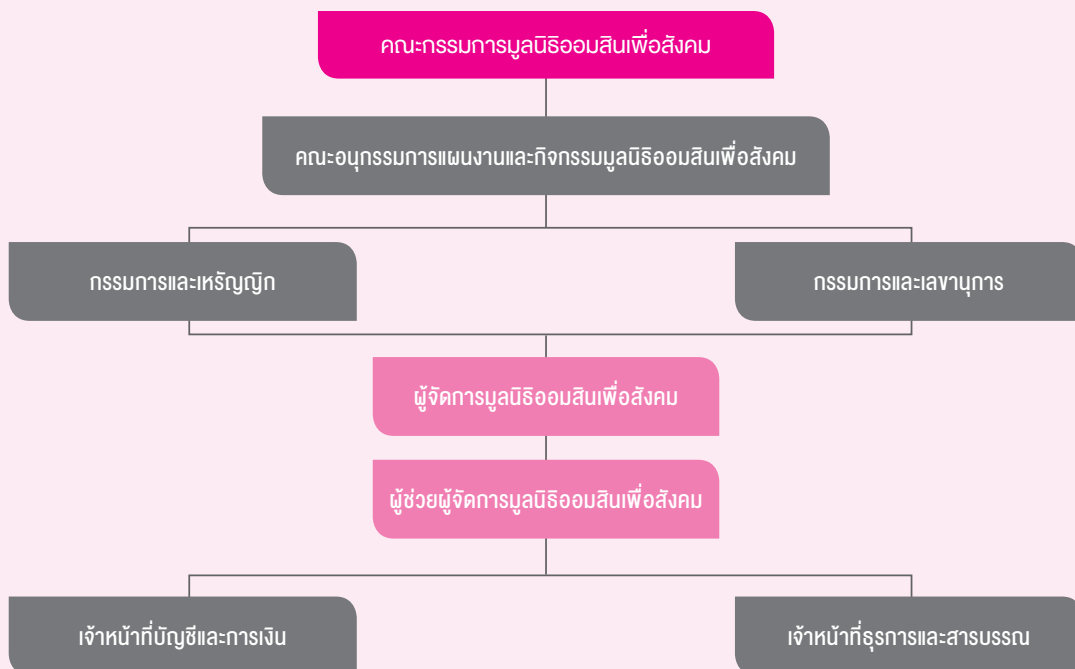 คณะกรรมการมูลนิธิออมสินเพื่อสังคม
คณะอนุกรรมการแผนงานและกิจกรรมมูลนิธิออมสินเพื่อสังคม
กรรมการและเหรัญญิก
กรรมการและเลขานุการ
ผู้จัดการมูลนิธิออมสินเพื่อสังคม
ผู้ช่วยผู้จัดการมูลนิธิออมสินเพื่อสังคม
เจ้าหน้าที่บัญชีและการเงิน
เจ้าหน้าที่ธุรการและสารบรรณ